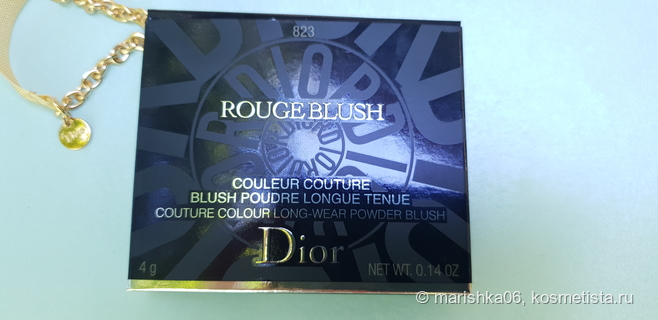 823
ROUGE BLUSH
COULEUR COUTURE
BLUSH POUDRE LONGUE TENUE
COUTURE COLOUR LONG-WEAR POWDER BLUSH
Dior
4 g
NET WT. 0.14 OZ
© marishka06, kosmetista.ru